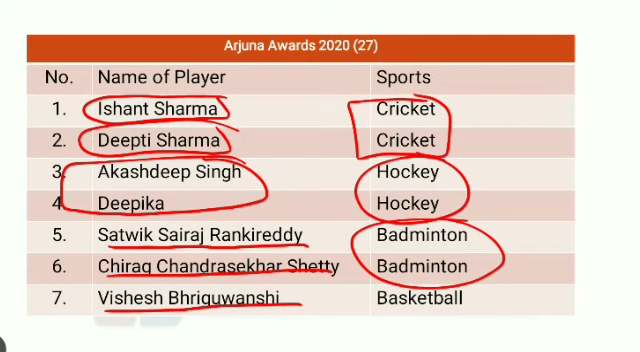 Arjuna Awards 2020 (27)
No. Name of Player Sports
1. Ishant Sharma Cricket
2. Deepti Sharma Cricket
3. Akashdeep Singh Hockey
4. Deepika Hockey
5. Satwik Sairaj Rankireddy Badminton
6. Chirag Chandrasekhar Shetty Badminton
7. Vishesh Bhriguwanshi Basketball